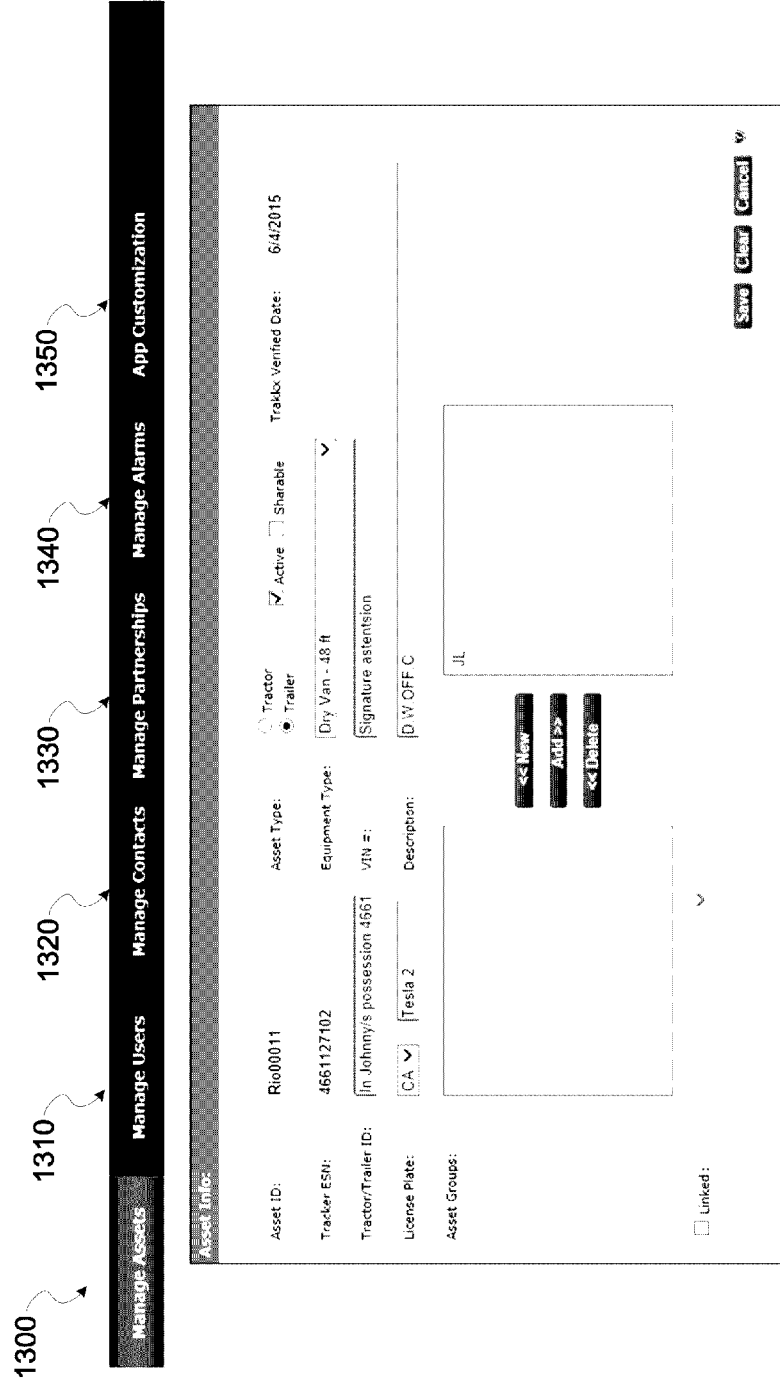 1300 1310 1320 1330 1340 1350
Manage Assets Manage Users Manage Contacts Manage Partnerships Manage Alarms App Customization
Asset Info:
Asset ID: Rio00011 Asset Type: Tractor Trailer Active Sharable Trakkx Verified Date: 6/4/2015
Tracker ESN: 4661127102 Equipment Type: Dry Van - 48 ft
Tractor/Trailer ID: In Johnny/s possession 4661 VIN #: Signature astentsion
License Plate: CA Tesla 2 Description: D.W OFF C
Asset Groups: JL
<< New
Add >>
<< Delete
Linked :
Save Clear Cancel